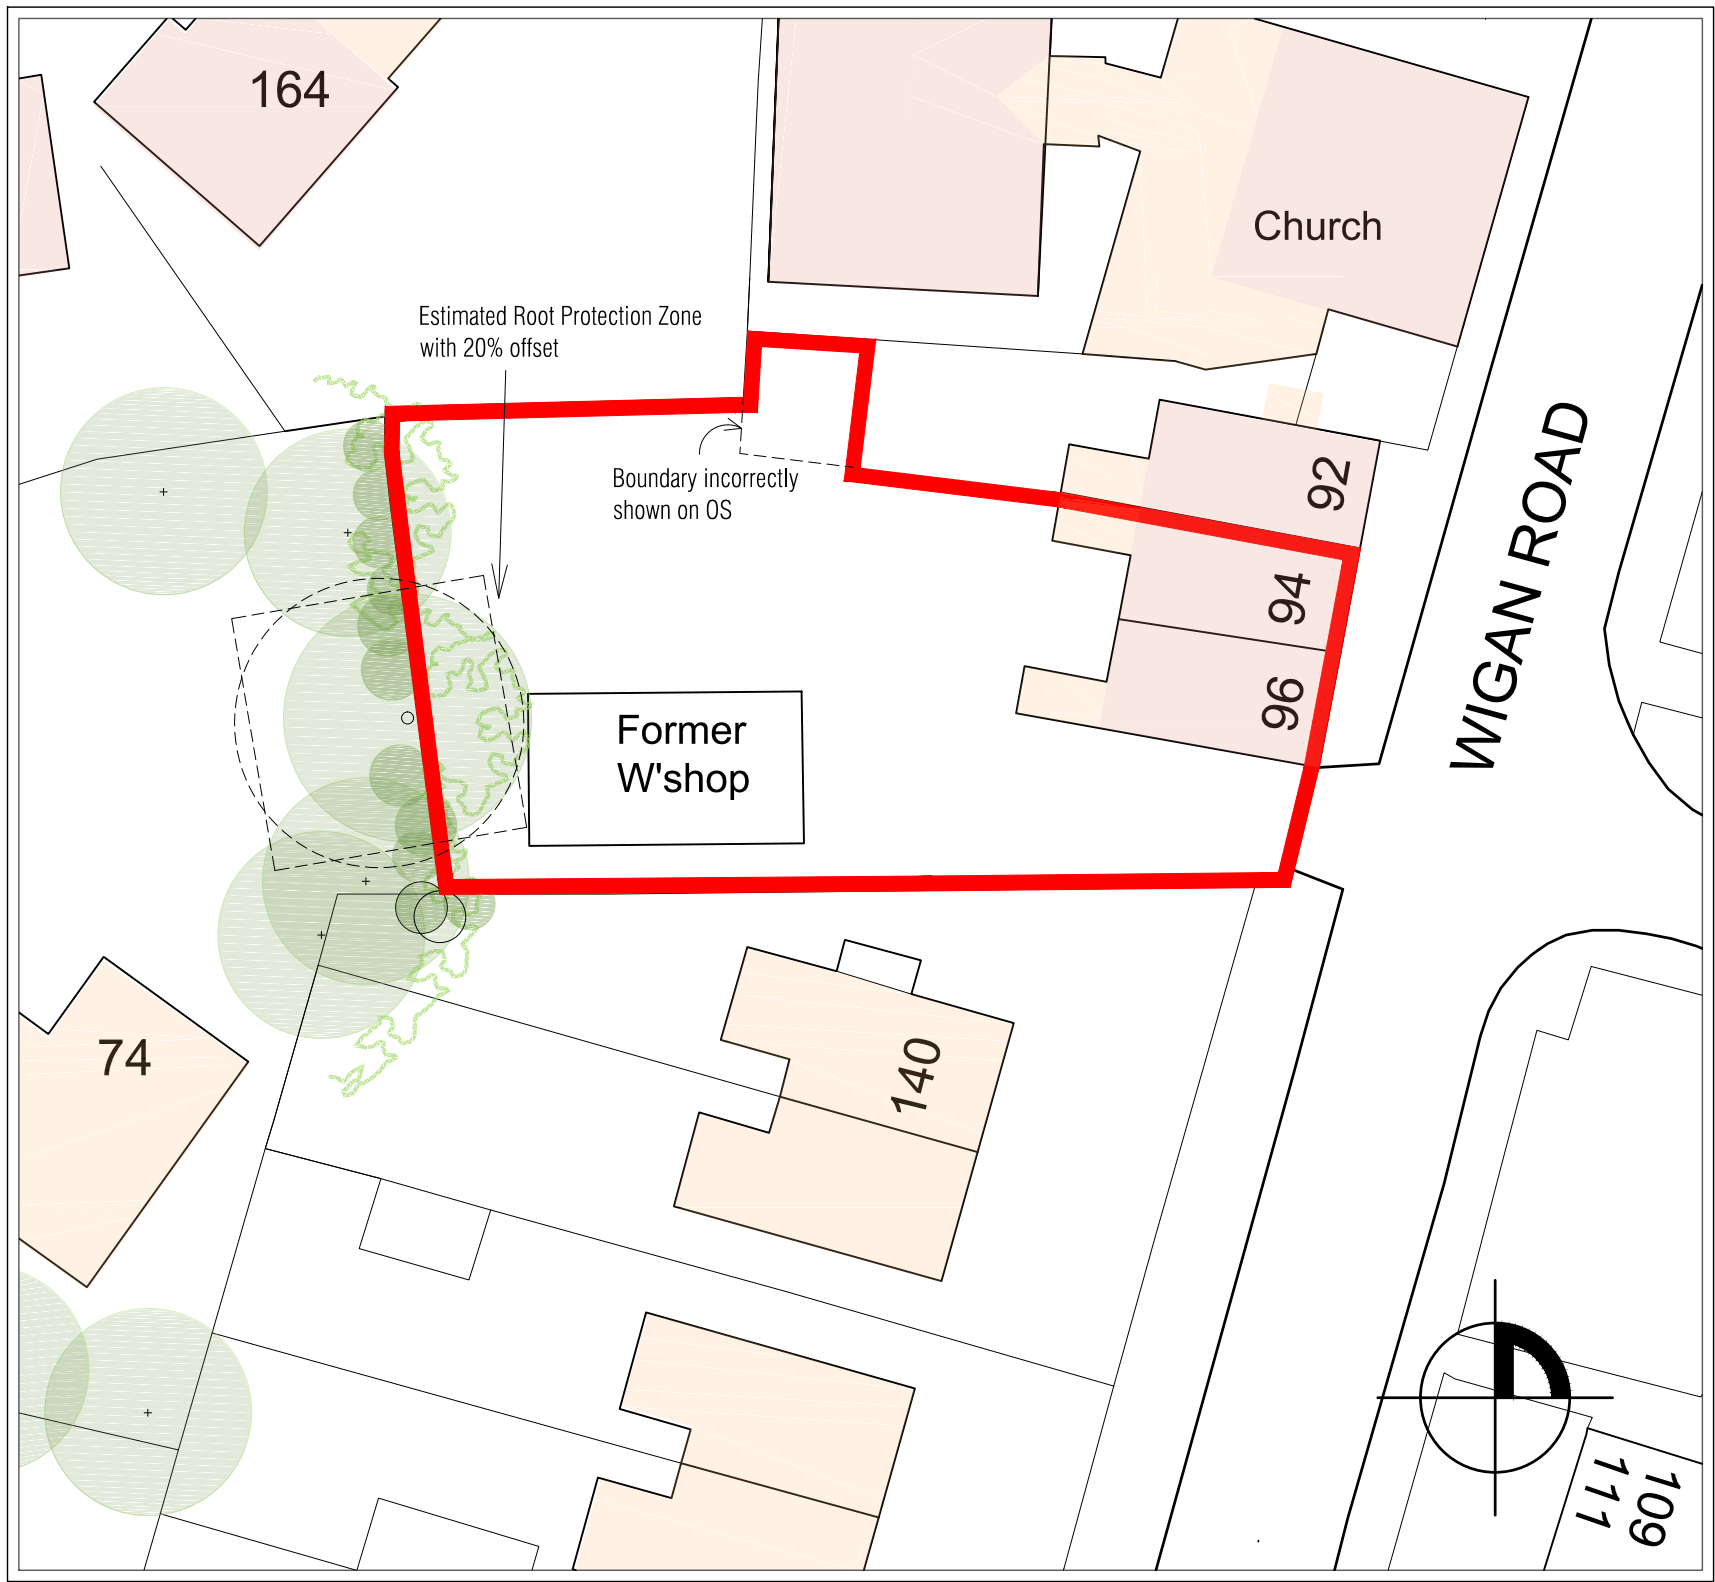 164
Church
Estimated Root Protection Zone
with 20% offset
Boundary incorrectly
shown on OS
92
94
96
WIGAN ROAD
Former
W'shop
74
140
109
111